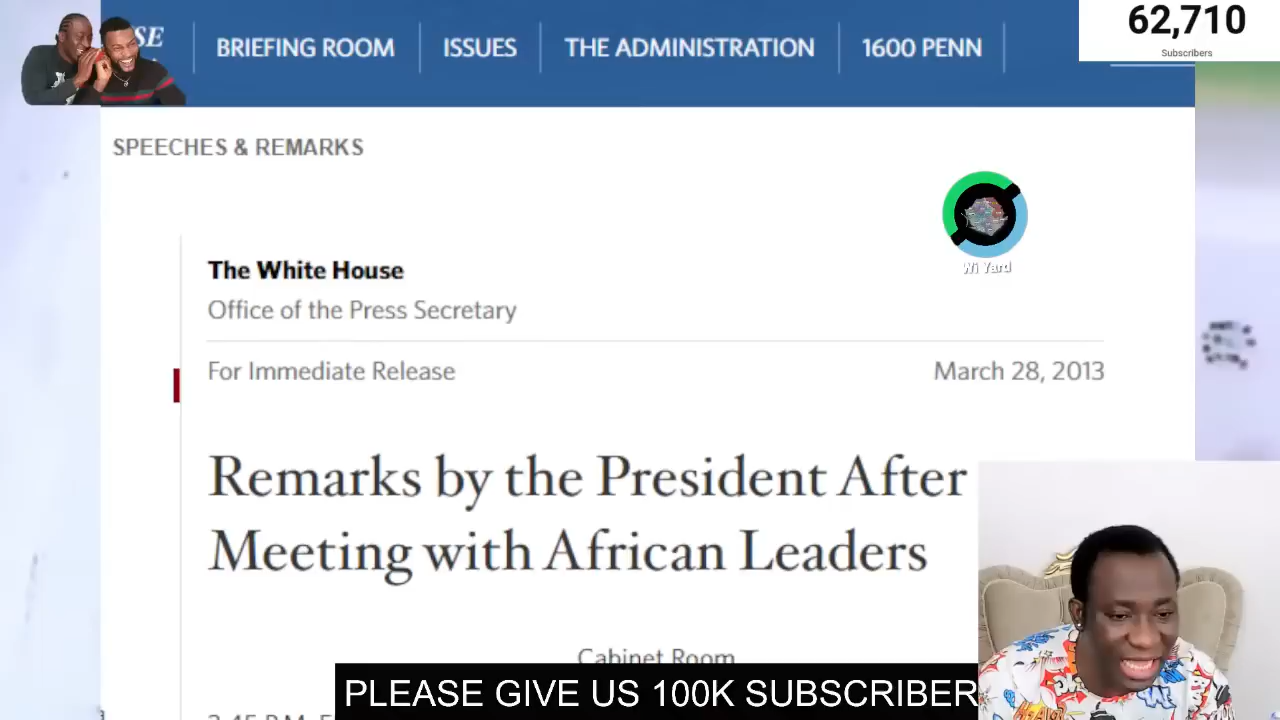 SE
BRIEFING ROOM
ISSUES
THE ADMINISTRATION
1600 PENN
62,710
Subscribers
SPEECHES & REMARKS
Wi Yard
The White House
Office of the Press Secretary
For Immediate Release
March 28, 2013
Remarks by the President After
Meeting with African Leaders
Cabinet Room
PLEASE GIVE US 100K SUBSCRIBER